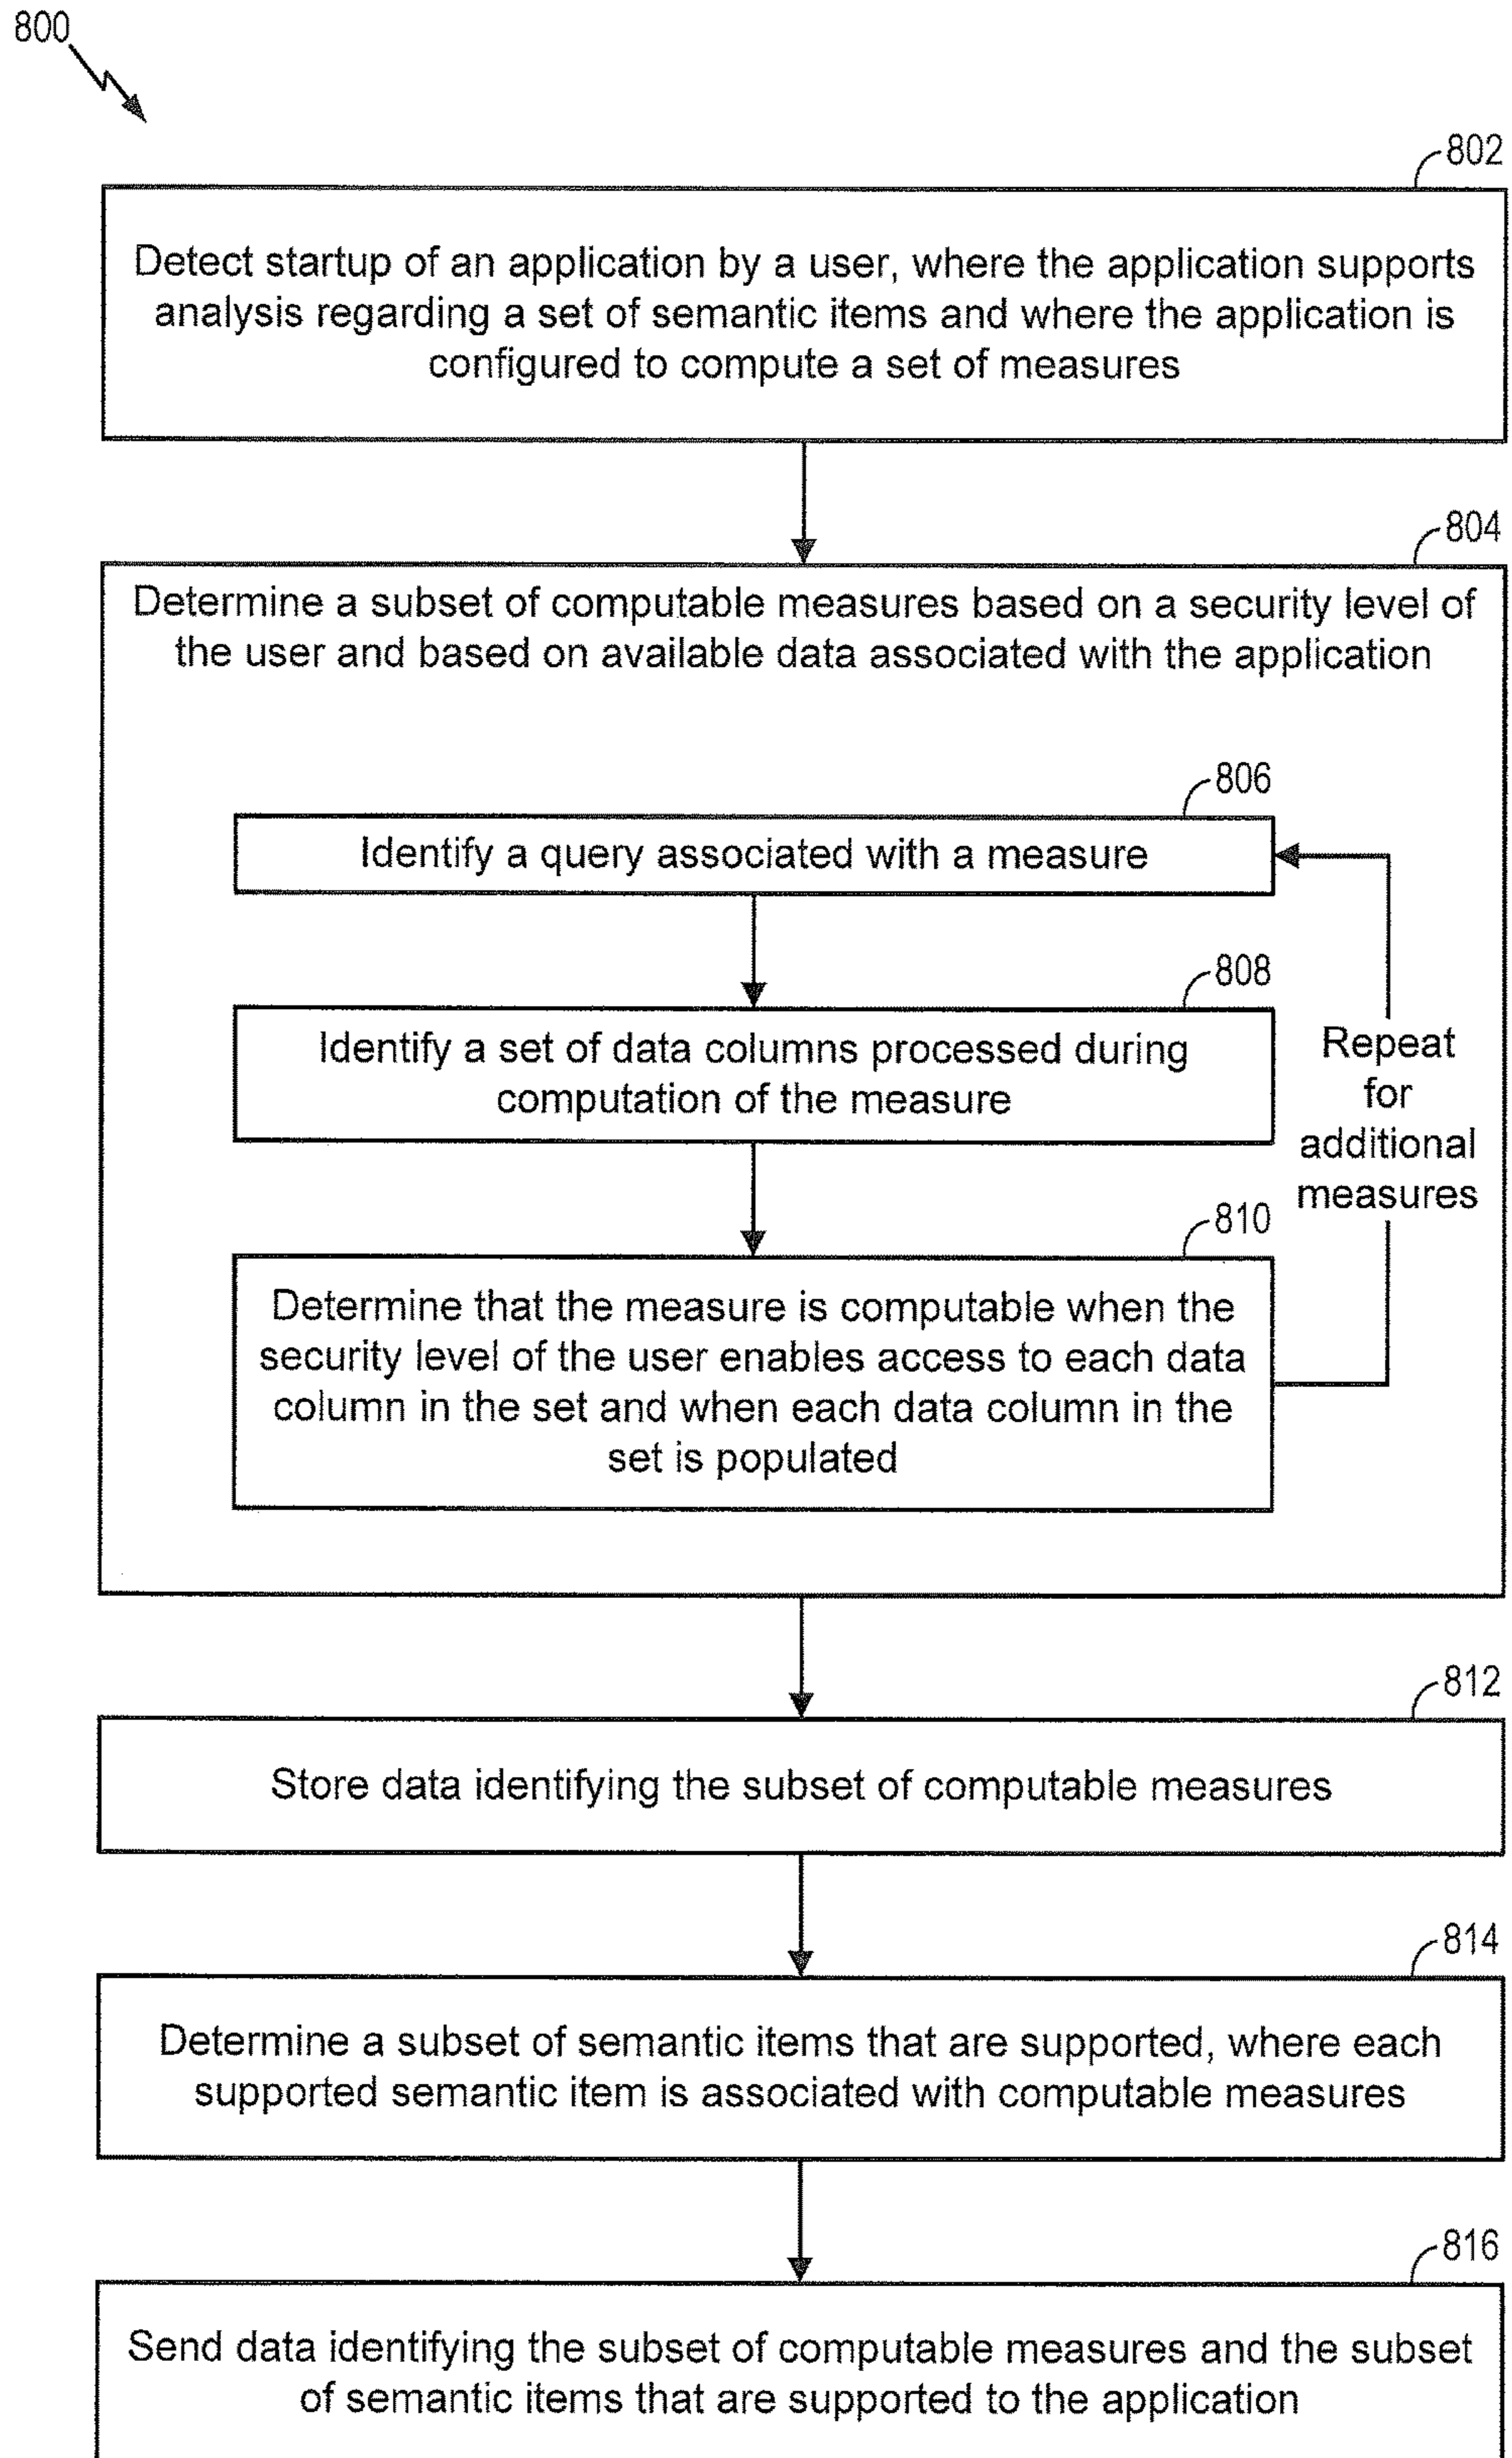 800
802
Detect startup of an application by a user, where the application supports
analysis regarding a set of semantic items and where the application is
configured to compute a set of measures
804
Determine a subset of computable measures based on a security level of
the user and based on available data associated with the application
806
Identify a query associated with a measure
808
Identify a set of data columns processed during
computation of the measure
Repeat
for
additional
measures
810
Determine that the measure is computable when the
security level of the user enables access to each data
column in the set and when each data column in the
set is populated
812
Store data identifying the subset of computable measures
814
Determine a subset of semantic items that are supported, where each
supported semantic item is associated with computable measures
816
Send data identifying the subset of computable measures and the subset
of semantic items that are supported to the application